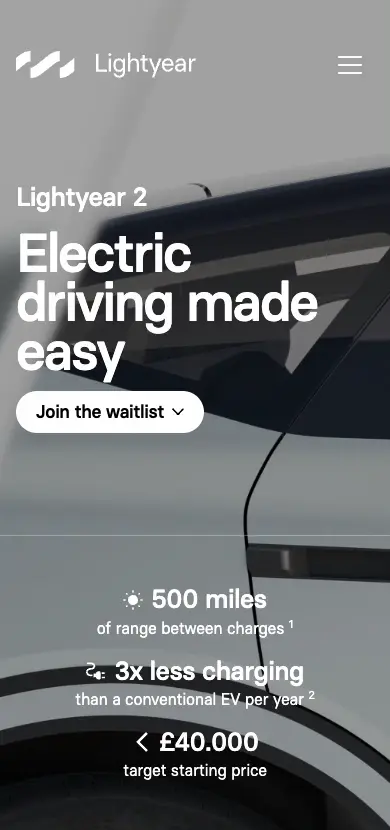 Lightyear
Lightyear 2
Electric
driving made
easy
Join the waitlist
500 miles
of range between charges ¹
3x less charging
than a conventional EV per year ²
< £40.000
target starting price